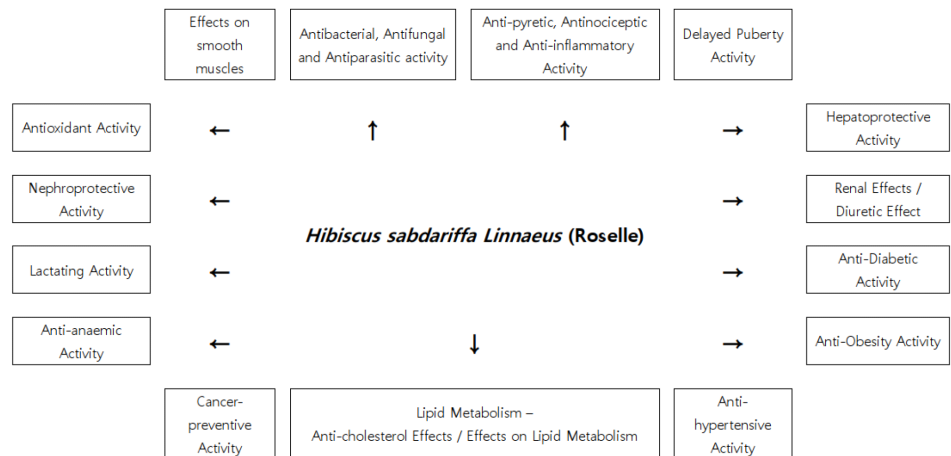 Effects on
smooth
muscles
Antibacterial, Antifungal
and Antiparasitic activity
Anti-pyretic, Antinociceptic
and Anti-inflammatory
Activity
Delayed Puberty
Activity
Antioxidant Activity
←
↑
↑
→
Hepatoprotective
Activity
Nephroprotective
Activity
←
→
Renal Effects /
Diuretic Effect
Hibiscus sabdariffa Linnaeus (Roselle)
Lactating Activity
←
→
Anti-Diabetic
Activity
Anti-anaemic
Activity
←
↓
→
Anti-Obesity Activity
Cancer-
preventive
Activity
Lipid Metabolism –
Anti-cholesterol Effects / Effects on Lipid Metabolism
Anti-
hypertensive
Activity